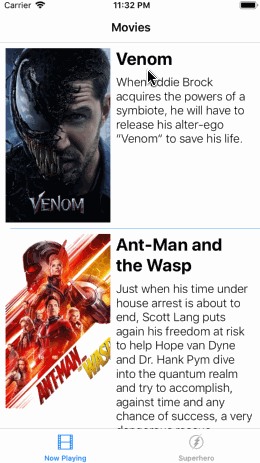 Carrier 11:32 PM
Movies
Venom
When Eddie Brock
acquires the powers of a
symbiote, he will have to
release his alter-ego
“Venom” to save his life.
VENOM
Ant-Man and
the Wasp
Just when his time under
house arrest is about to
end, Scott Lang puts
again his freedom at risk
to help Hope van Dyne
and Dr. Hank Pym dive
into the quantum realm
and try to accomplish,
against time and any
chance of success, a very
ANT-MAN
WASP
Now Playing
Superhero